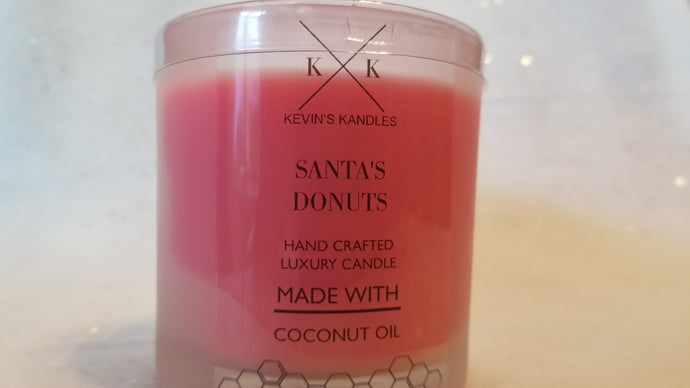 K K
KEVIN'S KANDLES
SANTA'S
DONUTS
HAND CRAFTED
LUXURY CANDLE
MADE WITH
COCONUT OIL